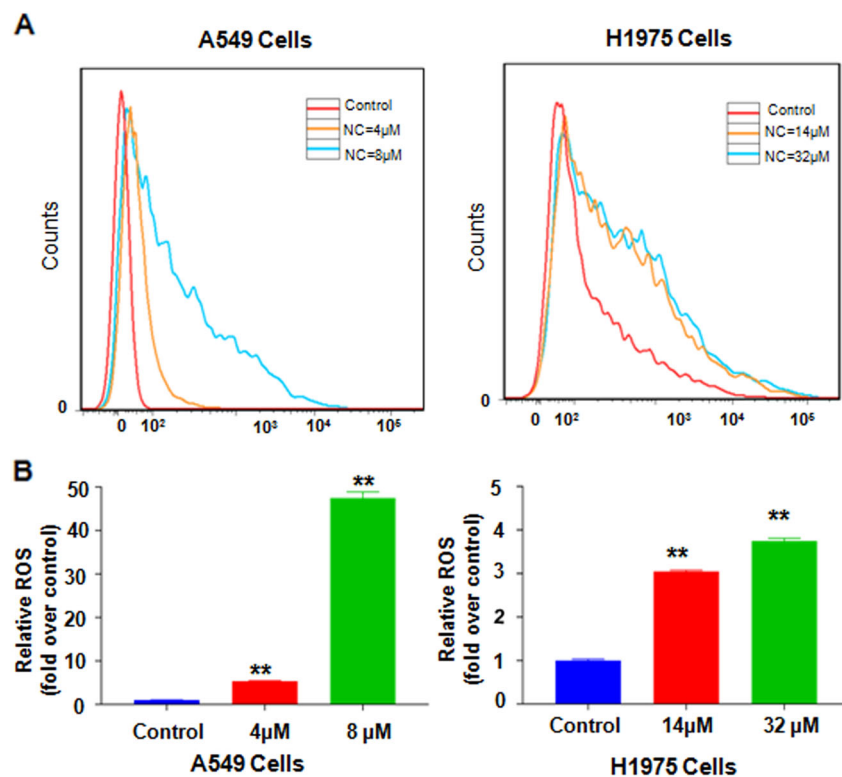 A
A549 Cells
H1975 Cells
Control
NC=4µM
NC=8µM
Control
NC=14µM
NC=32µM
Counts
Counts
0
0 10² 10³ 10⁴ 10⁵
0
0 10² 10³ 10⁴ 10⁵
B
Relative ROS
(fold over control)
50
40
30
20
10
5
0
**
**
Control 4µM 8 µM
A549 Cells
Relative ROS
(fold over control)
5
4
3
2
1
0
**
**
Control 14µM 32 µM
H1975 Cells